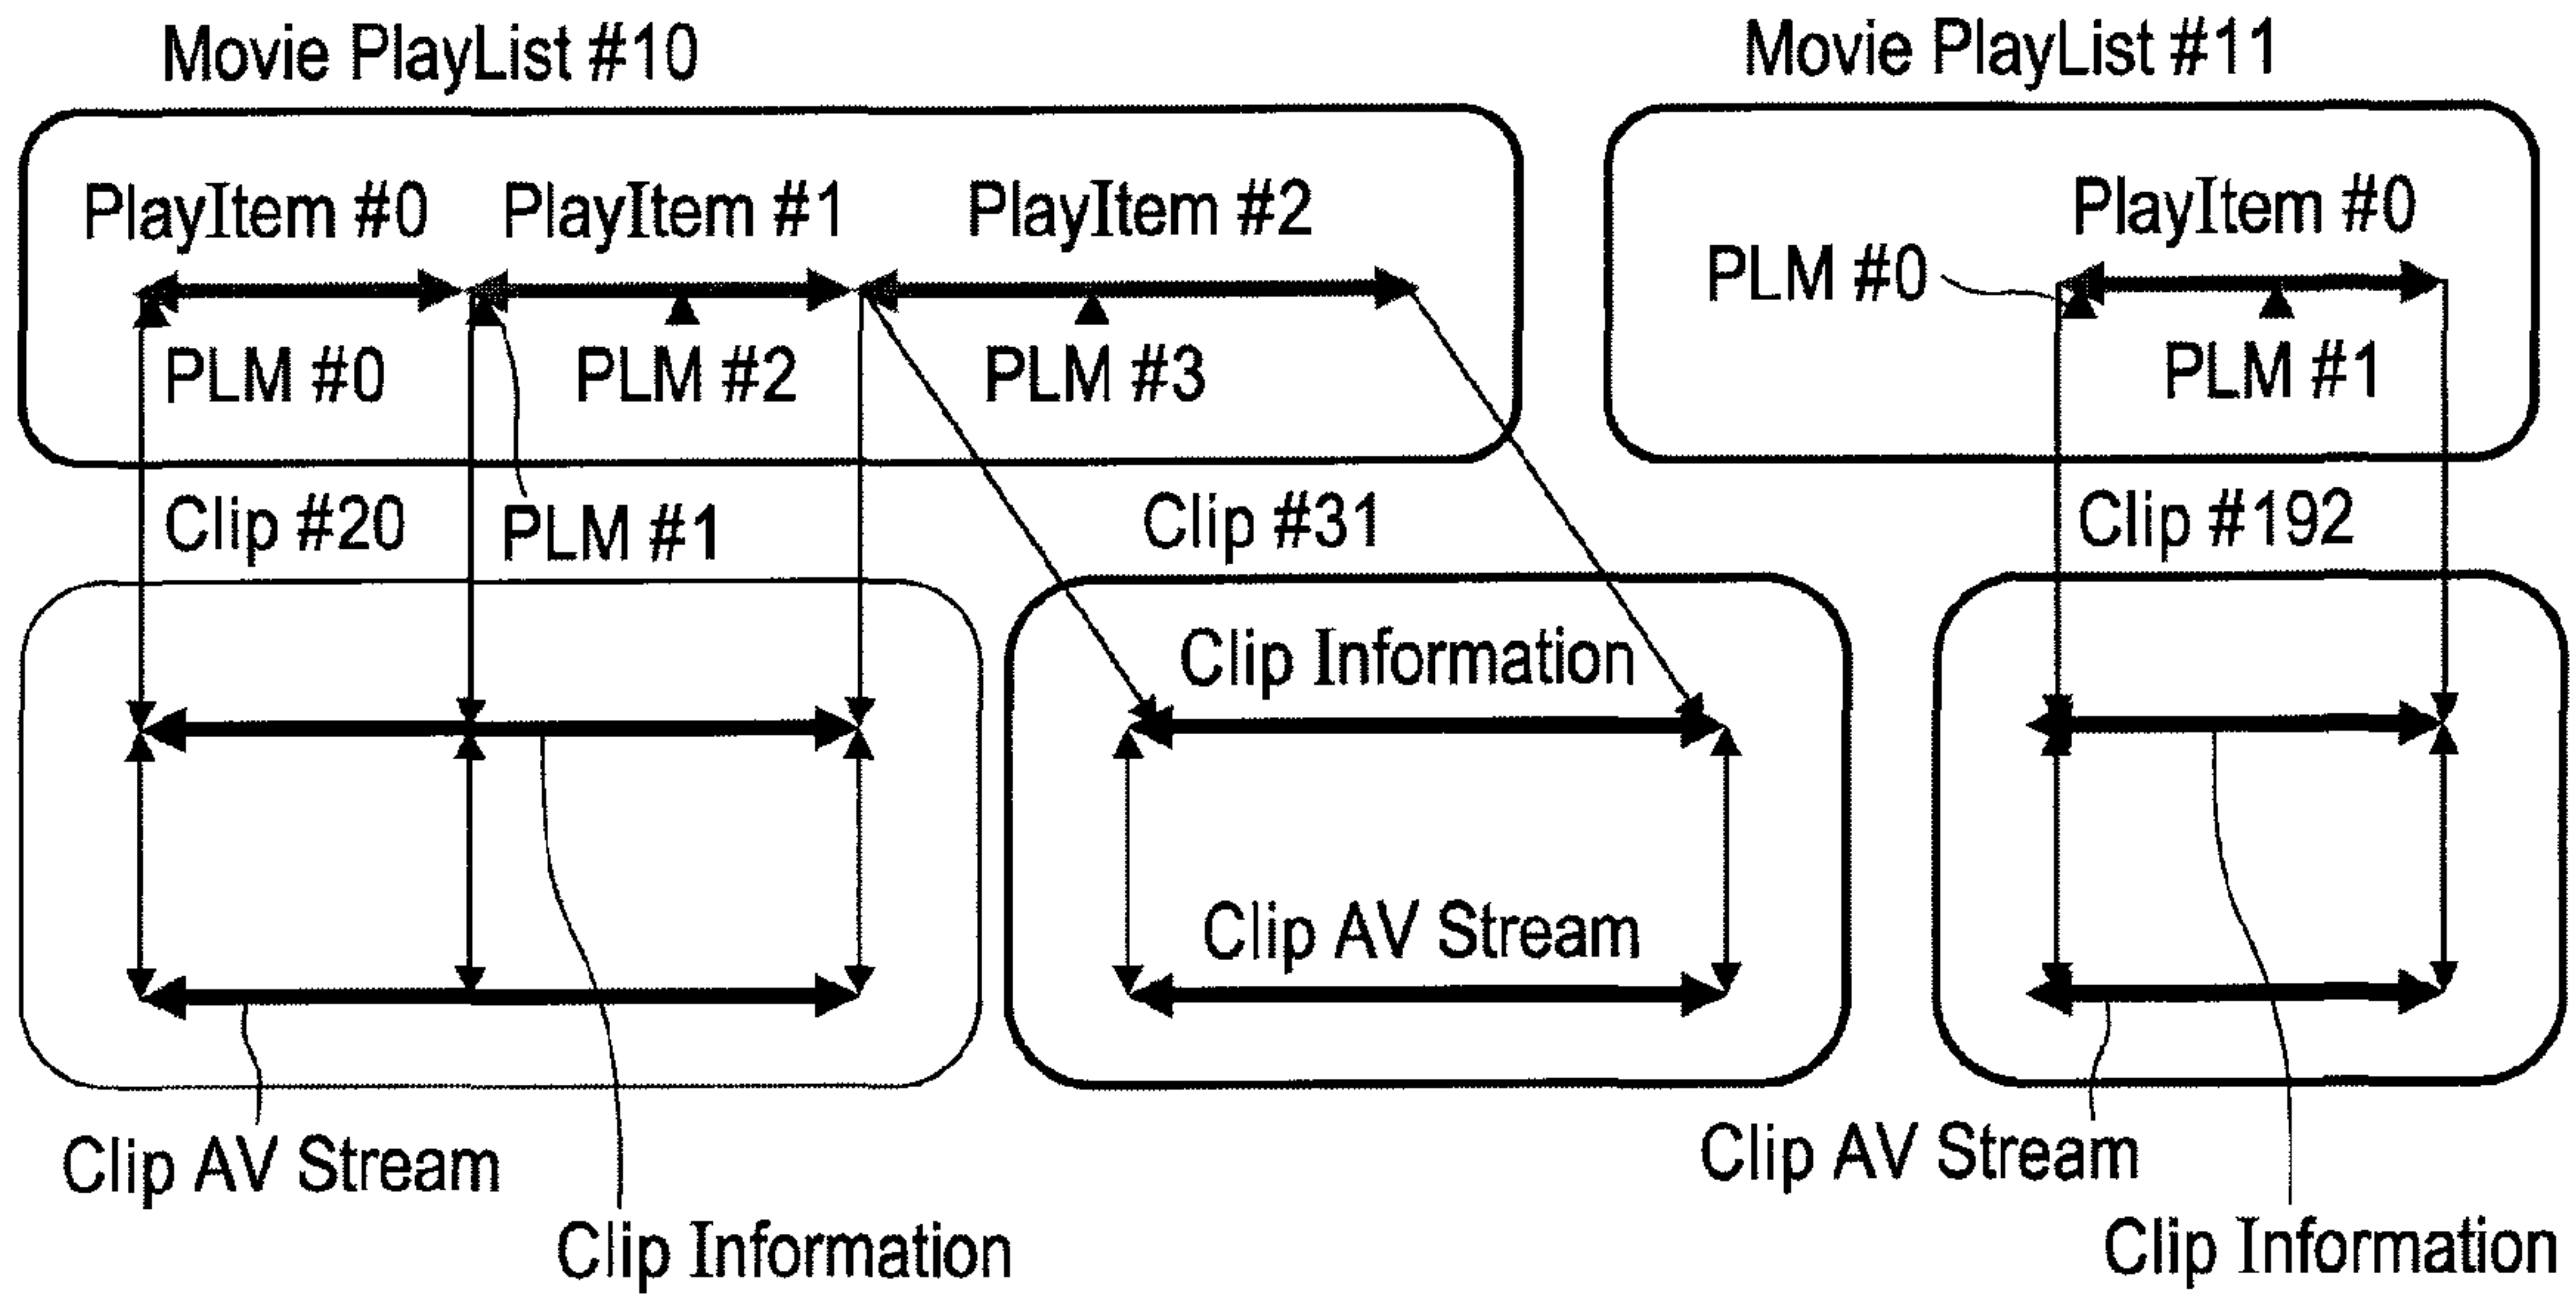 Movie PlayList #10
Movie PlayList #11
PlayItem #0
PlayItem #1
PlayItem #2
PLM #0
PLM #2
PLM #3
PlayItem #0
PLM #0
PLM #1
Clip #20
PLM #1
Clip #31
Clip #192
Clip Information
Clip AV Stream
Clip AV Stream
Clip Information
Clip AV Stream
Clip Information